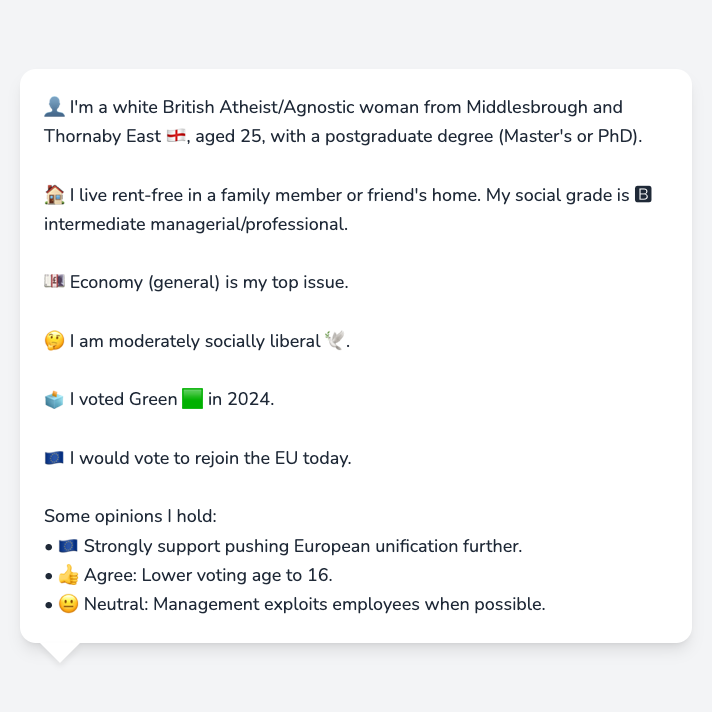 👤 I'm a white British Atheist/Agnostic woman from Middlesbrough and
Thornaby East 🏴󠁧󠁢󠁥󠁮󠁧󠁿, aged 25, with a postgraduate degree (Master's or PhD).
🏠 I live rent-free in a family member or friend's home. My social grade is 🅱
intermediate managerial/professional.
💷 Economy (general) is my top issue.
🤔 I am moderately socially liberal 🕊️.
🗳️ I voted Green 🟩 in 2024.
🇪🇺 I would vote to rejoin the EU today.
Some opinions I hold:
• 🇪🇺 Strongly support pushing European unification further.
• 👍 Agree: Lower voting age to 16.
• 😐 Neutral: Management exploits employees when possible.